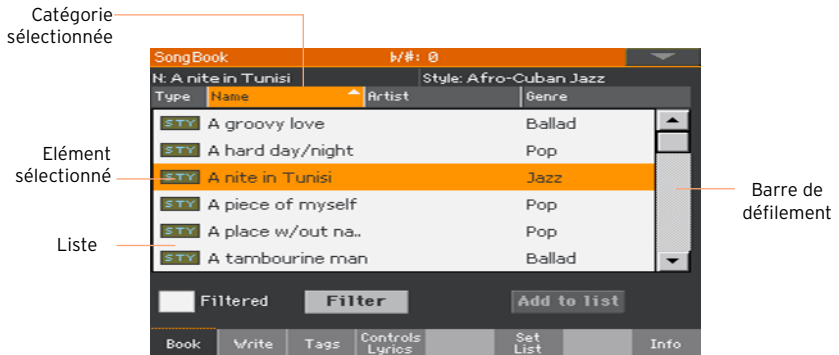 Catégorie
sélectionnée
SongBook b/#: 0
N: A nite in Tunisi Style: Afro-Cuban Jazz
Type Name Artist Genre
STY A groovy love Ballad
STY A hard day/night Pop
Elément
sélectionné
STY A nite in Tunisi Jazz
STY A piece of myself Pop
Barre de
défilement
STY A place w/out na.. Pop
Liste
STY A tambourine man Ballad
Filtered Filter Add to list
Book Write Tags Controls Lyrics Set List Info